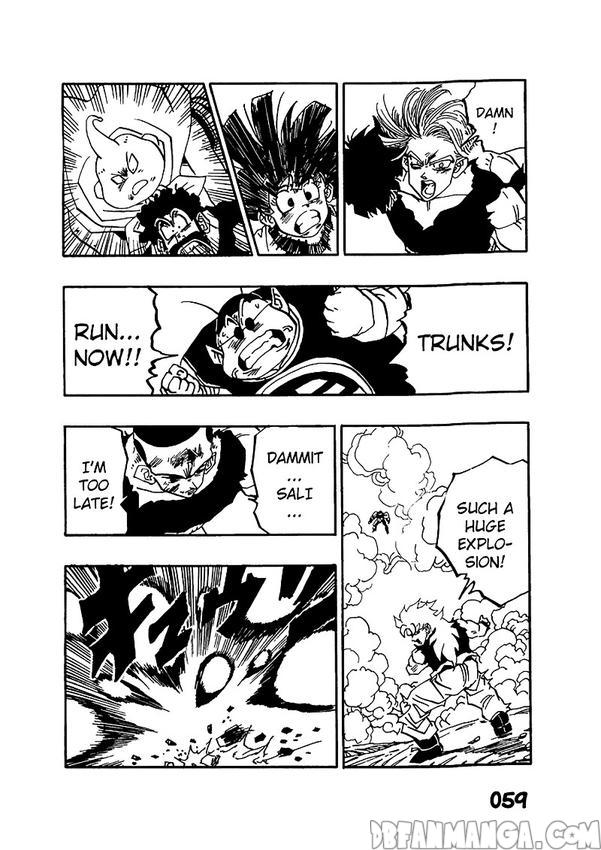 DAMN
!
TRUNKS!
RUN...
NOW!!
SUCH A
HUGE
EXPLO-
SION!
DAMMIT
...
SALI
...
I'M
TOO
LATE!
059
DBFANMANGA.COM